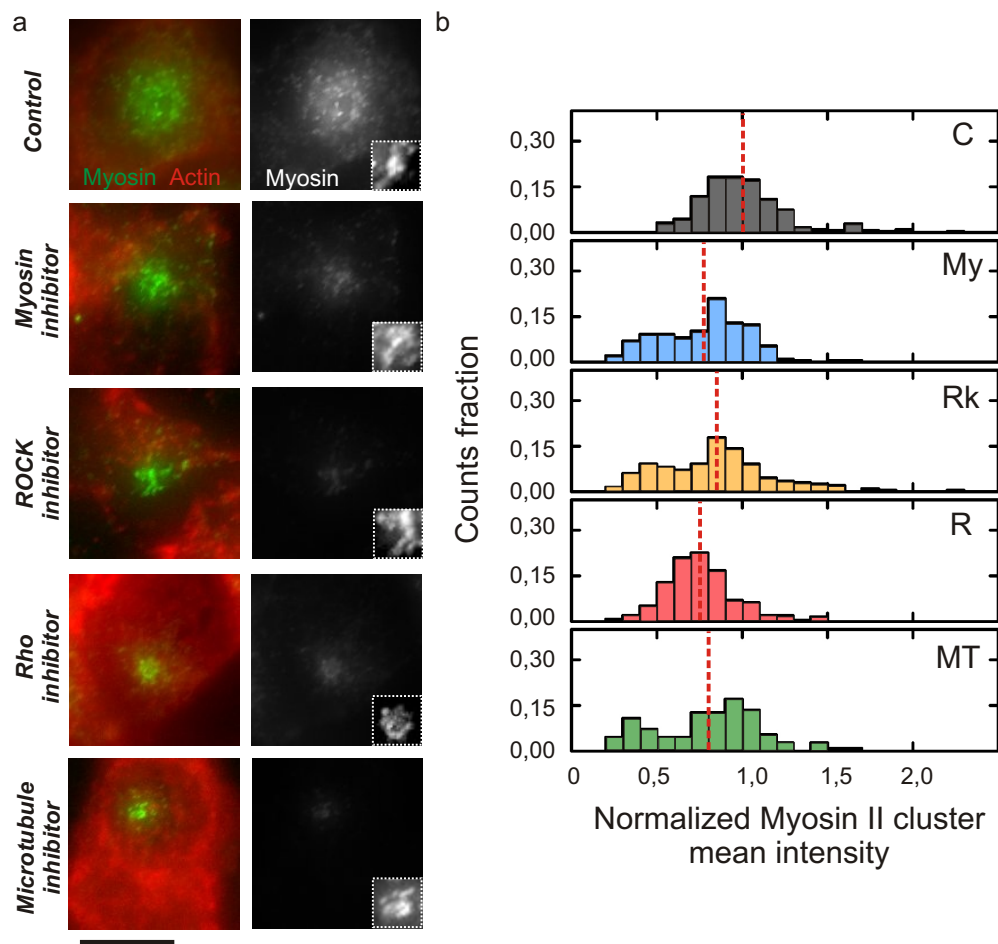 a
b
Control
Myosin Actin
Myosin
Myosin
inhibitor
ROCK
inhibitor
Rho
inhibitor
Microtubule
inhibitor
Counts fraction
0,30
0,15
0,00
C
0,30
0,15
0,00
My
0,30
0,15
0,00
Rk
0,30
0,15
0,00
R
0,30
0,15
0,00
MT
0 0,5 1,0 1,5 2,0
Normalized Myosin II cluster
mean intensity